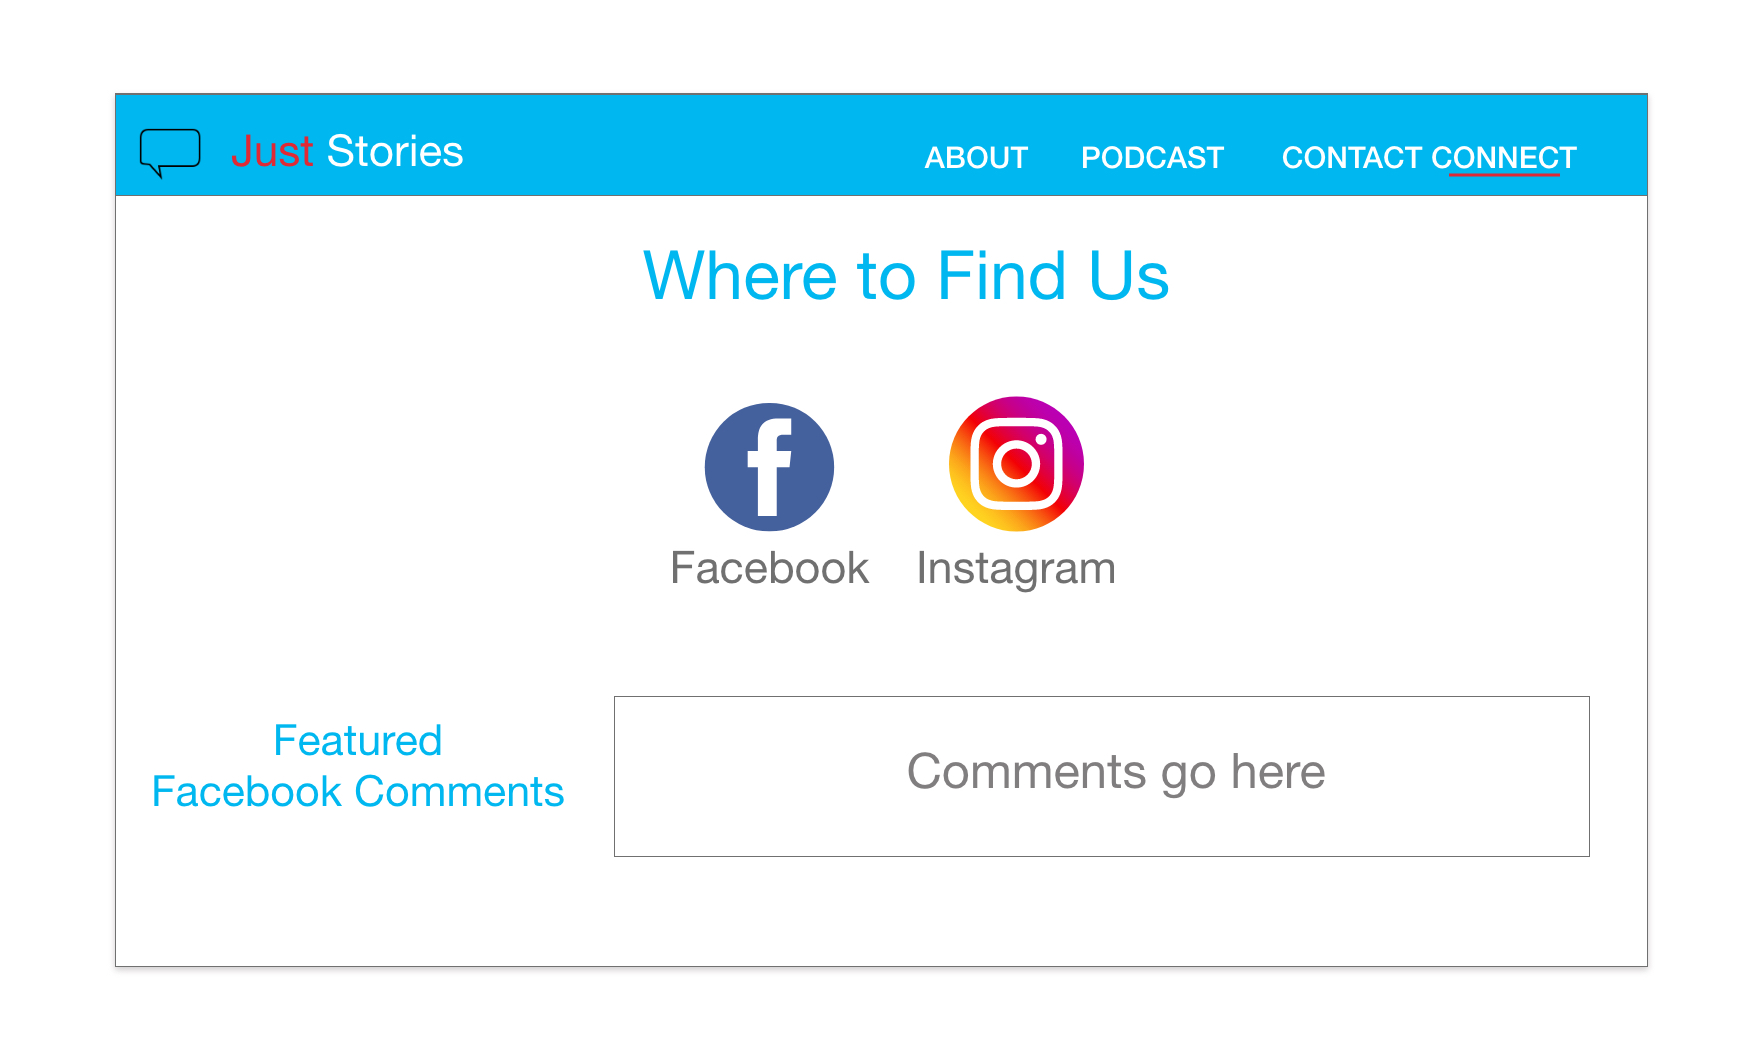 Just Stories
ABOUT PODCAST CONTACT CONNECT
Where to Find Us
Facebook Instagram
Featured
Facebook Comments
Comments go here